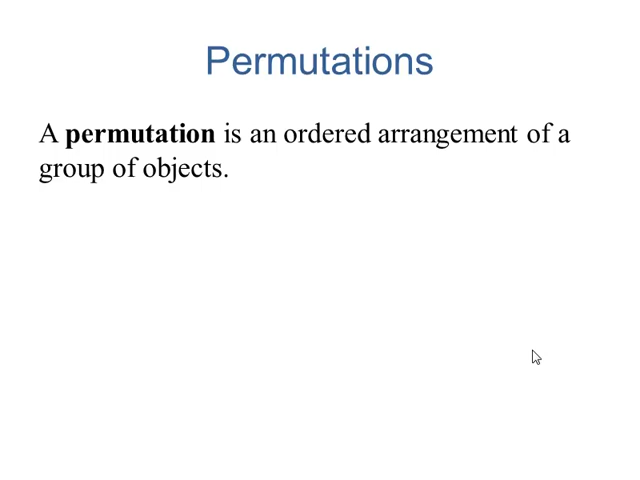 Permutations
A permutation is an ordered arrangement of a
group of objects.